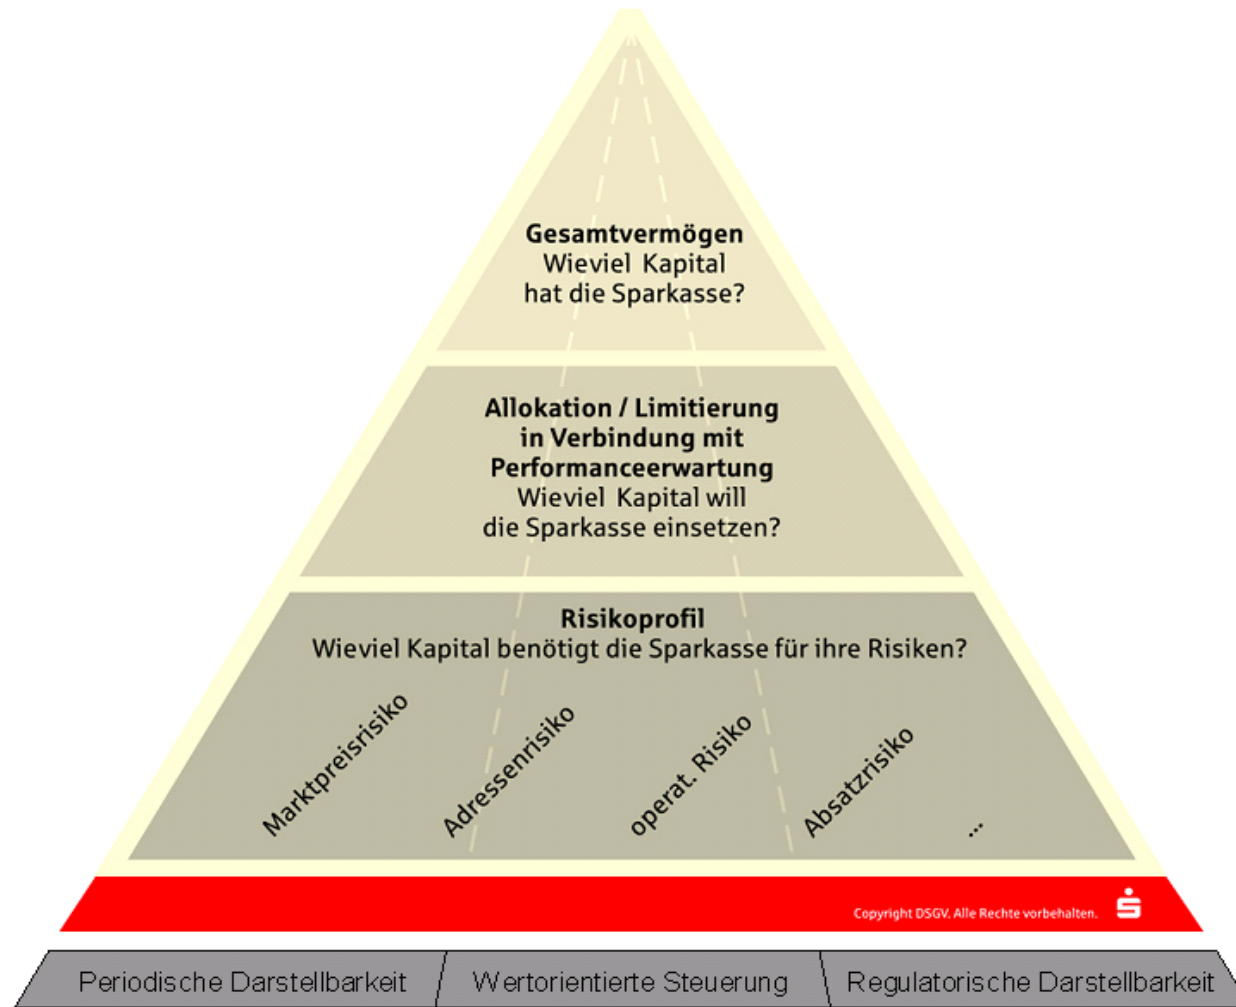 Gesamtvermögen
Wieviel Kapital
hat die Sparkasse?
Allokation / Limitierung
in Verbindung mit
Performanceerwartung
Wieviel Kapital will
die Sparkasse einsetzen?
Risikoprofil
Wieviel Kapital benötigt die Sparkasse für ihre Risiken?
Marktpreisrisiko
Adressenrisiko
operat. Risiko
Absatzrisiko
...
Copyright DSGV. Alle Rechte vorbehalten.
Periodische Darstellbarkeit
Wertorientierte Steuerung
Regulatorische Darstellbarkeit